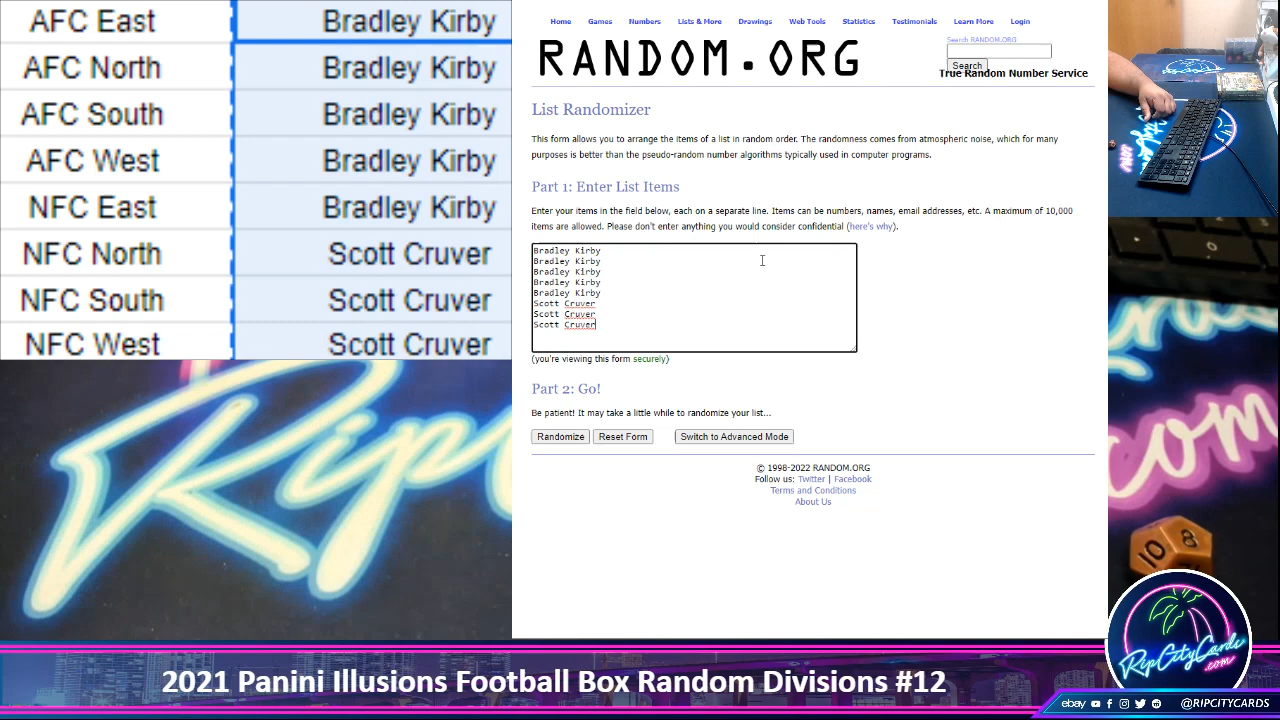 AFC East Bradley Kirby
AFC North Bradley Kirby
AFC South Bradley Kirby
AFC West Bradley Kirby
NFC East Bradley Kirby
NFC North Scott Cruver
NFC South Scott Cruver
NFC West Scott Cruver
Home Games Numbers Lists & More Drawings Web Tools Statistics Testimonials Learn More Login
Search RANDOM.ORG
RANDOM.ORG
Search
True Random Number Service
List Randomizer
This form allows you to arrange the items of a list in random order. The randomness comes from atmospheric noise, which for many
purposes is better than the pseudo-random number algorithms typically used in computer programs.
Part 1: Enter List Items
Enter your items in the field below, each on a separate line. Items can be numbers, names, email addresses, etc. A maximum of 10,000
items are allowed. Please don't enter anything you would consider confidential (here's why).
Bradley Kirby
Bradley Kirby
Bradley Kirby
Bradley Kirby
Bradley Kirby
Scott Cruver
Scott Cruver
Scott Cruver
(you're viewing this form securely)
Part 2: Go!
Be patient! It may take a little while to randomize your list...
Randomize Reset Form Switch to Advanced Mode
© 1998-2022 RANDOM.ORG
Follow us: Twitter | Facebook
Terms and Conditions
About Us
Rip
com
10 8
RipCityCards
.com
2021 Panini Illusions Football Box Random Divisions #12
ebay @RIPCITYCARDS